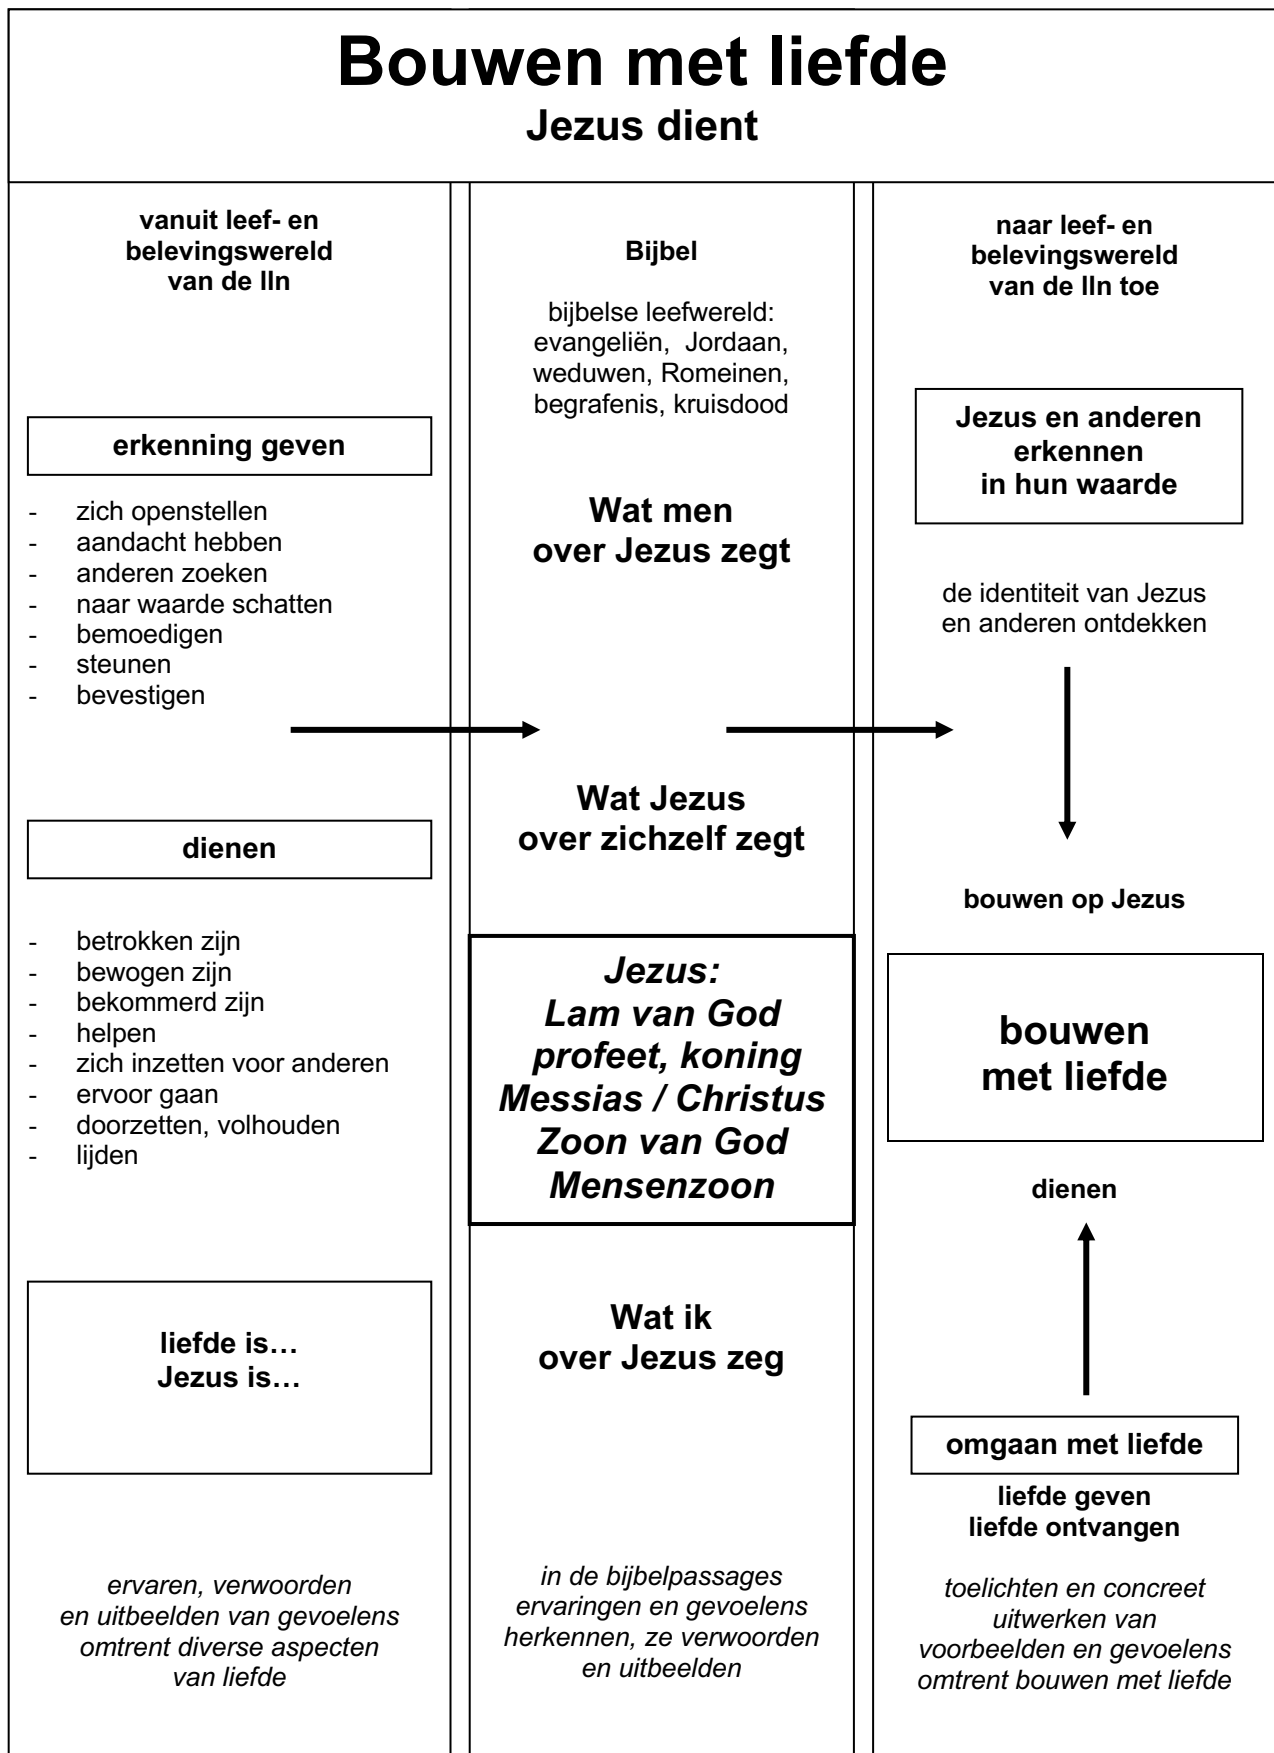 Bouwen met liefde
Jezus dient
vanuit leef- en
belevingswereld
van de lln
erkenning geven
- zich openstellen
- aandacht hebben
- anderen zoeken
- naar waarde schatten
- bemoedigen
- steunen
- bevestigen
dienen
- betrokken zijn
- bewogen zijn
- bekommerd zijn
- helpen
- zich inzetten voor anderen
- ervoor gaan
- doorzetten, volhouden
- lijden
liefde is…
Jezus is…
ervaren, verwoorden
en uitbeelden van gevoelens
omtrent diverse aspecten
van liefde
Bijbel
bijbelse leefwereld:
evangeliën, Jordaan,
weduwen, Romeinen,
begrafenis, kruisdood
Wat men
over Jezus zegt
Wat Jezus
over zichzelf zegt
Jezus:
Lam van God
profeet, koning
Messias / Christus
Zoon van God
Mensenzoon
Wat ik
over Jezus zeg
in de bijbelpassages
ervaringen en gevoelens
herkennen, ze verwoorden
en uitbeelden
naar leef- en
belevingswereld
van de lln toe
Jezus en anderen
erkennen
in hun waarde
de identiteit van Jezus
en anderen ontdekken
bouwen op Jezus
bouwen
met liefde
dienen
omgaan met liefde
liefde geven
liefde ontvangen
toelichten en concreet
uitwerken van
voorbeelden en gevoelens
omtrent bouwen met liefde